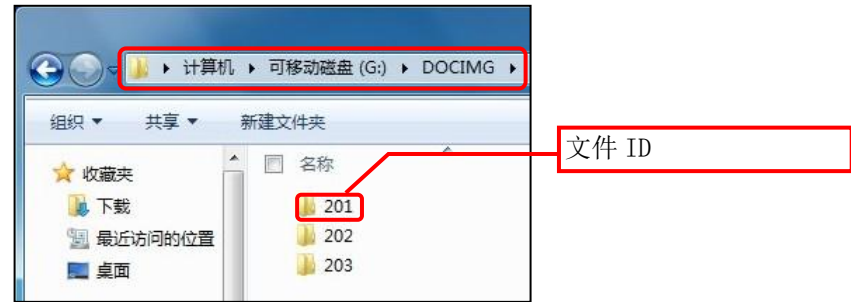 计算机 可移动磁盘 (G:) DOCIMG
组织 共享 新建文件夹
收藏夹
下载
最近访问的位置
桌面
名称
201
202
203
文件 ID